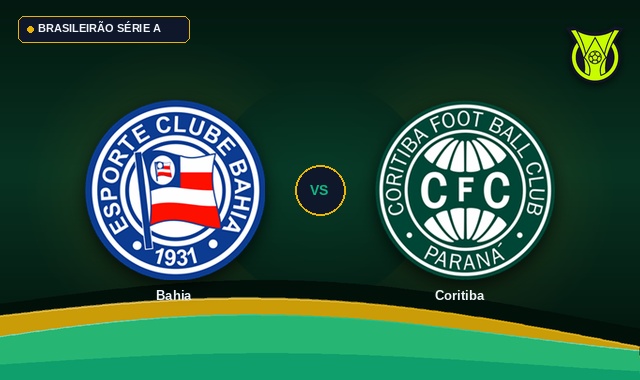 BRASILEIRÃO SÉRIE A
ESPORTE CLUBE BAHIA
1931
VS
CORITIBA FOOT BALL CLUB
CFC
PARANÁ
Bahia
Coritiba